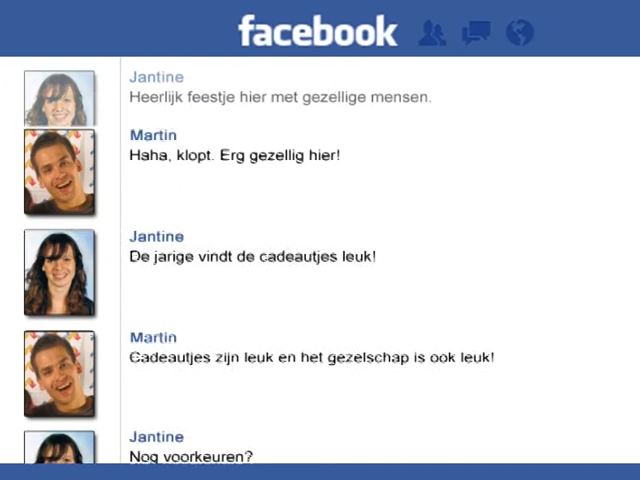 facebook
Jantine
Heerlijk feestje hier met gezellige mensen.
Martin
Haha, klopt. Erg gezellig hier!
Jantine
De jarige vindt de cadeautjes leuk!
Martin
Cadeautjes zijn leuk en het gezelschap is ook leuk!
Jantine
Nog voorkeuren?